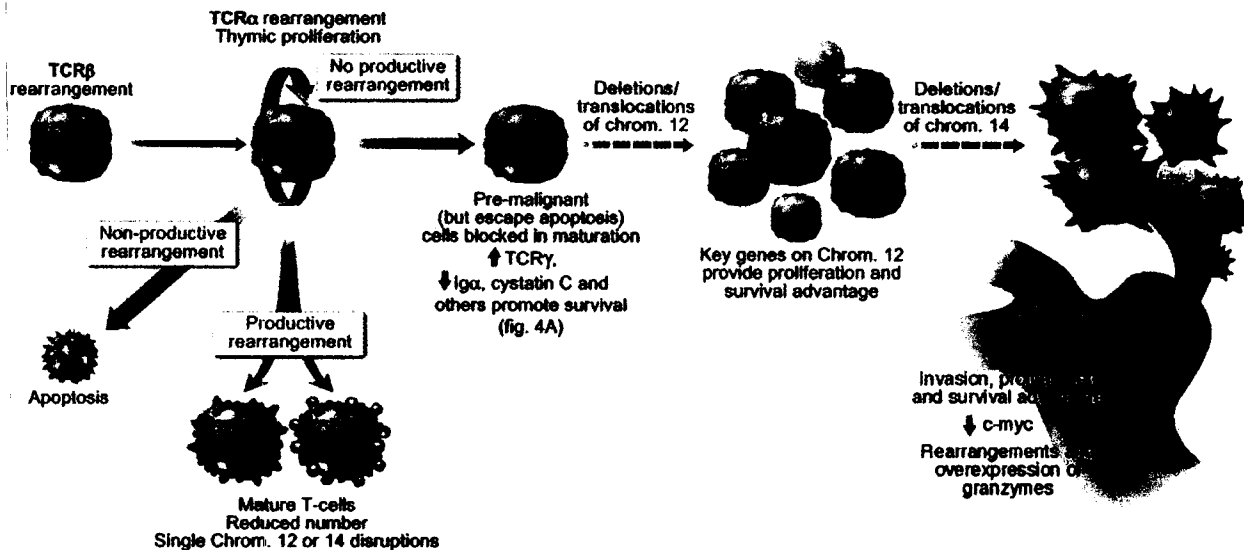 TCRα rearrangement
Thymic proliferation
TCRβ
rearrangement
No productive
rearrangement
Deletions/
translocations
of chrom. 12
Deletions/
translocations
of chrom. 14
Non-productive
rearrangement
Pre-malignant
(but escape apoptosis)
cells blocked in maturation
⬆ TCRγ,
⬇ Igα, cystatin C and
others promote survival
(fig. 4A)
Key genes on Chrom. 12
provide proliferation and
survival advantage
Productive
rearrangement
Apoptosis
Mature T-cells
Reduced number
Single Chrom. 12 or 14 disruptions
Invasion,
and survival
⬇ c-myc
Rearrangements
overexpression of
granzymes